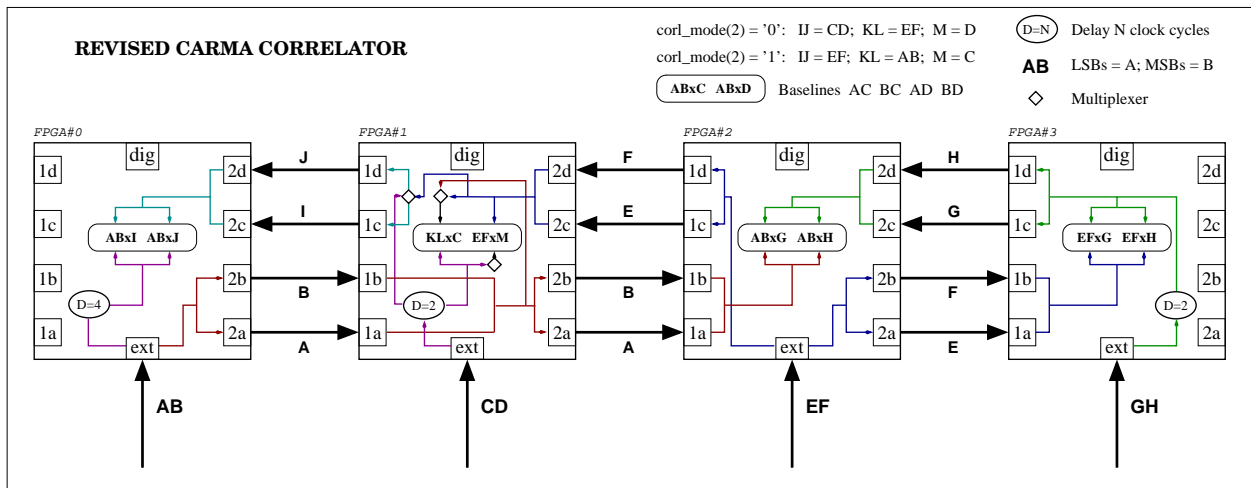 REVISED CARMA CORRELATOR
corl_mode(2) = '0': IJ = CD; KL = EF; M = D
corl_mode(2) = '1': IJ = EF; KL = AB; M = C
ABxC ABxD Baselines AC BC AD BD
D=N Delay N clock cycles
AB LSBs = A; MSBs = B
Multiplexer
FPGA#0 FPGA#1 FPGA#2 FPGA#3
1d dig 2d J 1d dig 2d F 1d dig 2d H 1d dig 2d
1c 2c I 1c 2c E 1c 2c G 1c 2c
ABxI ABxJ KLxC EFxM ABxG ABxH EFxG EFxH
1b 2b B 1b 2b B 1b 2b F 1b 2b
D=4 D=2 D=2
1a 2a A 1a 2a A 1a 2a E 1a 2a
ext ext ext ext
AB CD EF GH